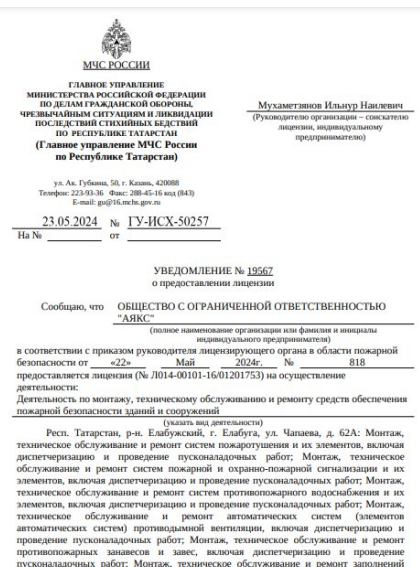 МЧС РОССИИ
ГЛАВНОЕ УПРАВЛЕНИЕ
МИНИСТЕРСТВА РОССИЙСКОЙ ФЕДЕРАЦИИ
ПО ДЕЛАМ ГРАЖДАНСКОЙ ОБОРОНЫ,
ЧРЕЗВЫЧАЙНЫМ СИТУАЦИЯМ И ЛИКВИДАЦИИ
ПОСЛЕДСТВИЙ СТИХИЙНЫХ БЕДСТВИЙ
ПО РЕСПУБЛИКЕ ТАТАРСТАН
(Главное управление МЧС России
по Республике Татарстан)
ул. Ак. Губкина, 50, г. Казань, 420088
Телефон: 223-93-36 Факс: 288-45-16 код (843)
E-mail: gu@16.mchs.gov.ru
23.05.2024 № ГУ-ИСХ-50257
На № от
Мухаметзянов Ильнур Наилевич
(Руководителю организации – соискателю
лицензии, индивидуальному
предпринимателю)
УВЕДОМЛЕНИЕ № 19567
о предоставлении лицензии
Сообщаю, что ОБЩЕСТВО С ОГРАНИЧЕННОЙ ОТВЕТСТВЕННОСТЬЮ
"АЯКС"
(полное наименование организации или фамилия и инициалы
индивидуального предпринимателя)
в соответствии с приказом руководителя лицензирующего органа в области пожарной
безопасности от «22» Май 2024г. № 818
предоставляется лицензия (№ Л014-00101-16/01201753) на осуществление
деятельности:
Деятельность по монтажу, техническому обслуживанию и ремонту средств обеспечения
пожарной безопасности зданий и сооружений
(указать вид деятельности)
Респ. Татарстан, р-н. Елабужский, г. Елабуга, ул. Чапаева, д. 62А: Монтаж,
техническое обслуживание и ремонт систем пожаротушения и их элементов, включая
диспетчеризацию и проведение пусконаладочных работ; Монтаж, техническое
обслуживание и ремонт систем пожарной и охранно-пожарной сигнализации и их
элементов, включая диспетчеризацию и проведение пусконаладочных работ; Монтаж,
техническое обслуживание и ремонт систем противопожарного водоснабжения и их
элементов, включая диспетчеризацию и проведение пусконаладочных работ; Монтаж,
техническое обслуживание и ремонт автоматических систем (элементов
автоматических систем) противодымной вентиляции, включая диспетчеризацию и
проведение пусконаладочных работ; Монтаж, техническое обслуживание и ремонт
противопожарных занавесов и завес, включая диспетчеризацию и проведение
пусконаладочных работ; Монтаж, техническое обслуживание и ремонт заполнений